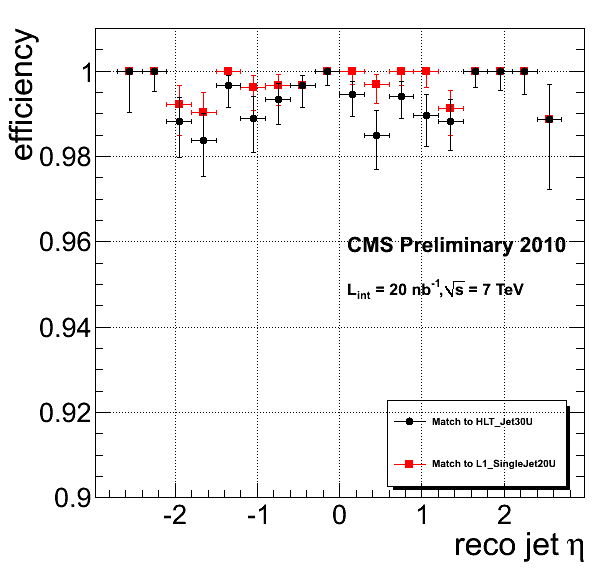 efficiency
1
0.98
0.96
0.94
0.92
0.9
CMS Preliminary 2010
L_int = 20 nb^-1, √s = 7 TeV
Match to HLT_Jet30U
Match to L1_SingleJet20U
-2 -1 0 1 2
reco jet η